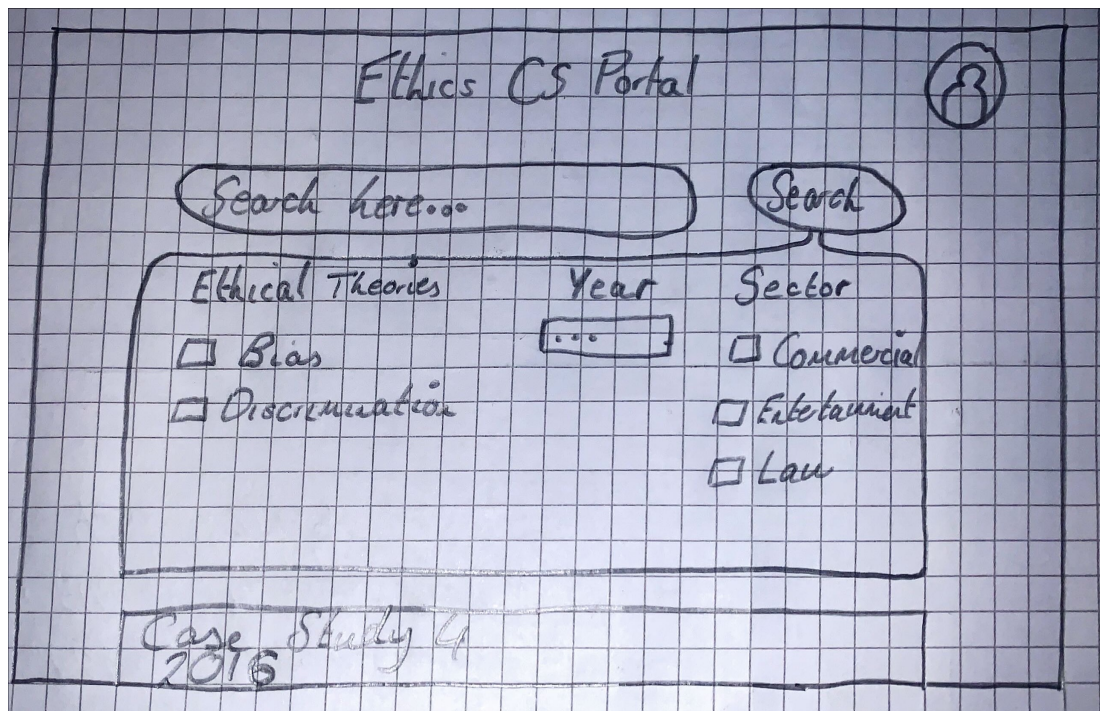 Ethics CS Portal
Search here...
Search
Ethical Theories
Year
Sector
Bias
...
Commercial
Discrimination
Entertainment
Law
Case Study 4
2016